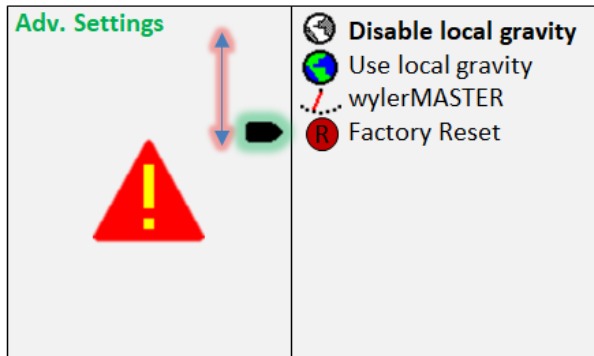 Adv. Settings
Disable local gravity
Use local gravity
wylerMASTER
R Factory Reset